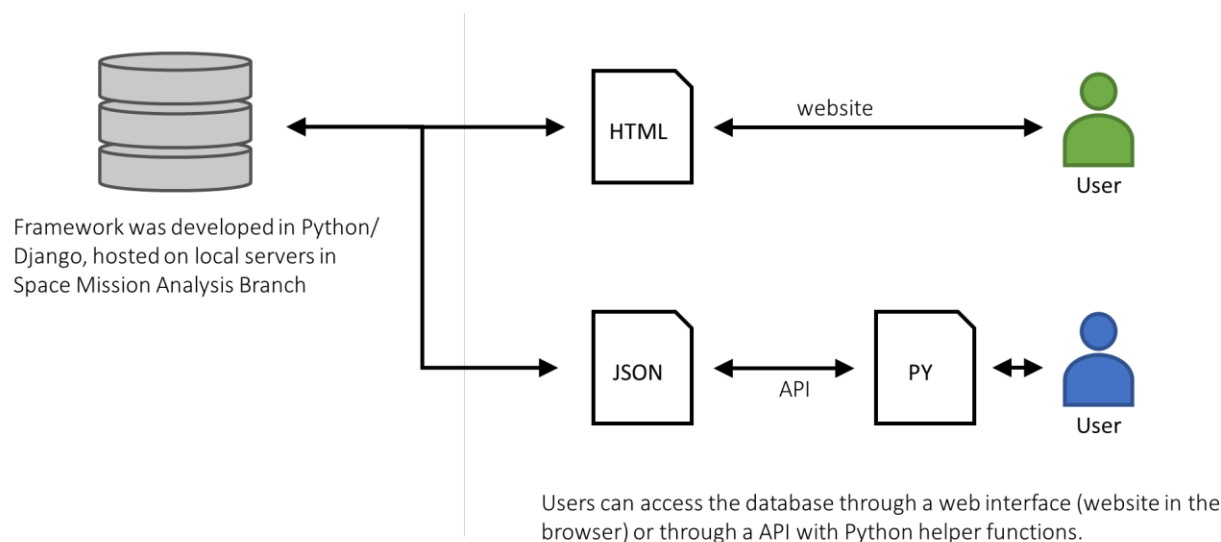 HTML
website
User
Framework was developed in Python/
Django, hosted on local servers in
Space Mission Analysis Branch
JSON
API
PY
User
Users can access the database through a web interface (website in the
browser) or through a API with Python helper functions.